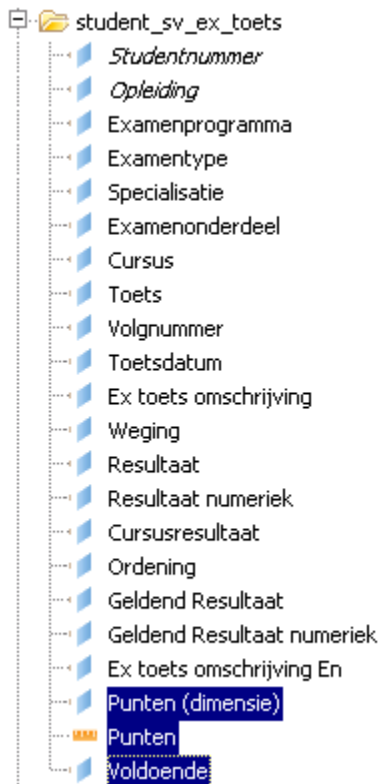 student_sv_ex_toets
Studentnummer
Opleiding
Examenprogramma
Examentype
Specialisatie
Examenonderdeel
Cursus
Toets
Volgnummer
Toetsdatum
Ex toets omschrijving
Weging
Resultaat
Resultaat numeriek
Cursusresultaat
Ordening
Geldend Resultaat
Geldend Resultaat numeriek
Ex toets omschrijving En
Punten (dimensie)
Punten
Voldoende